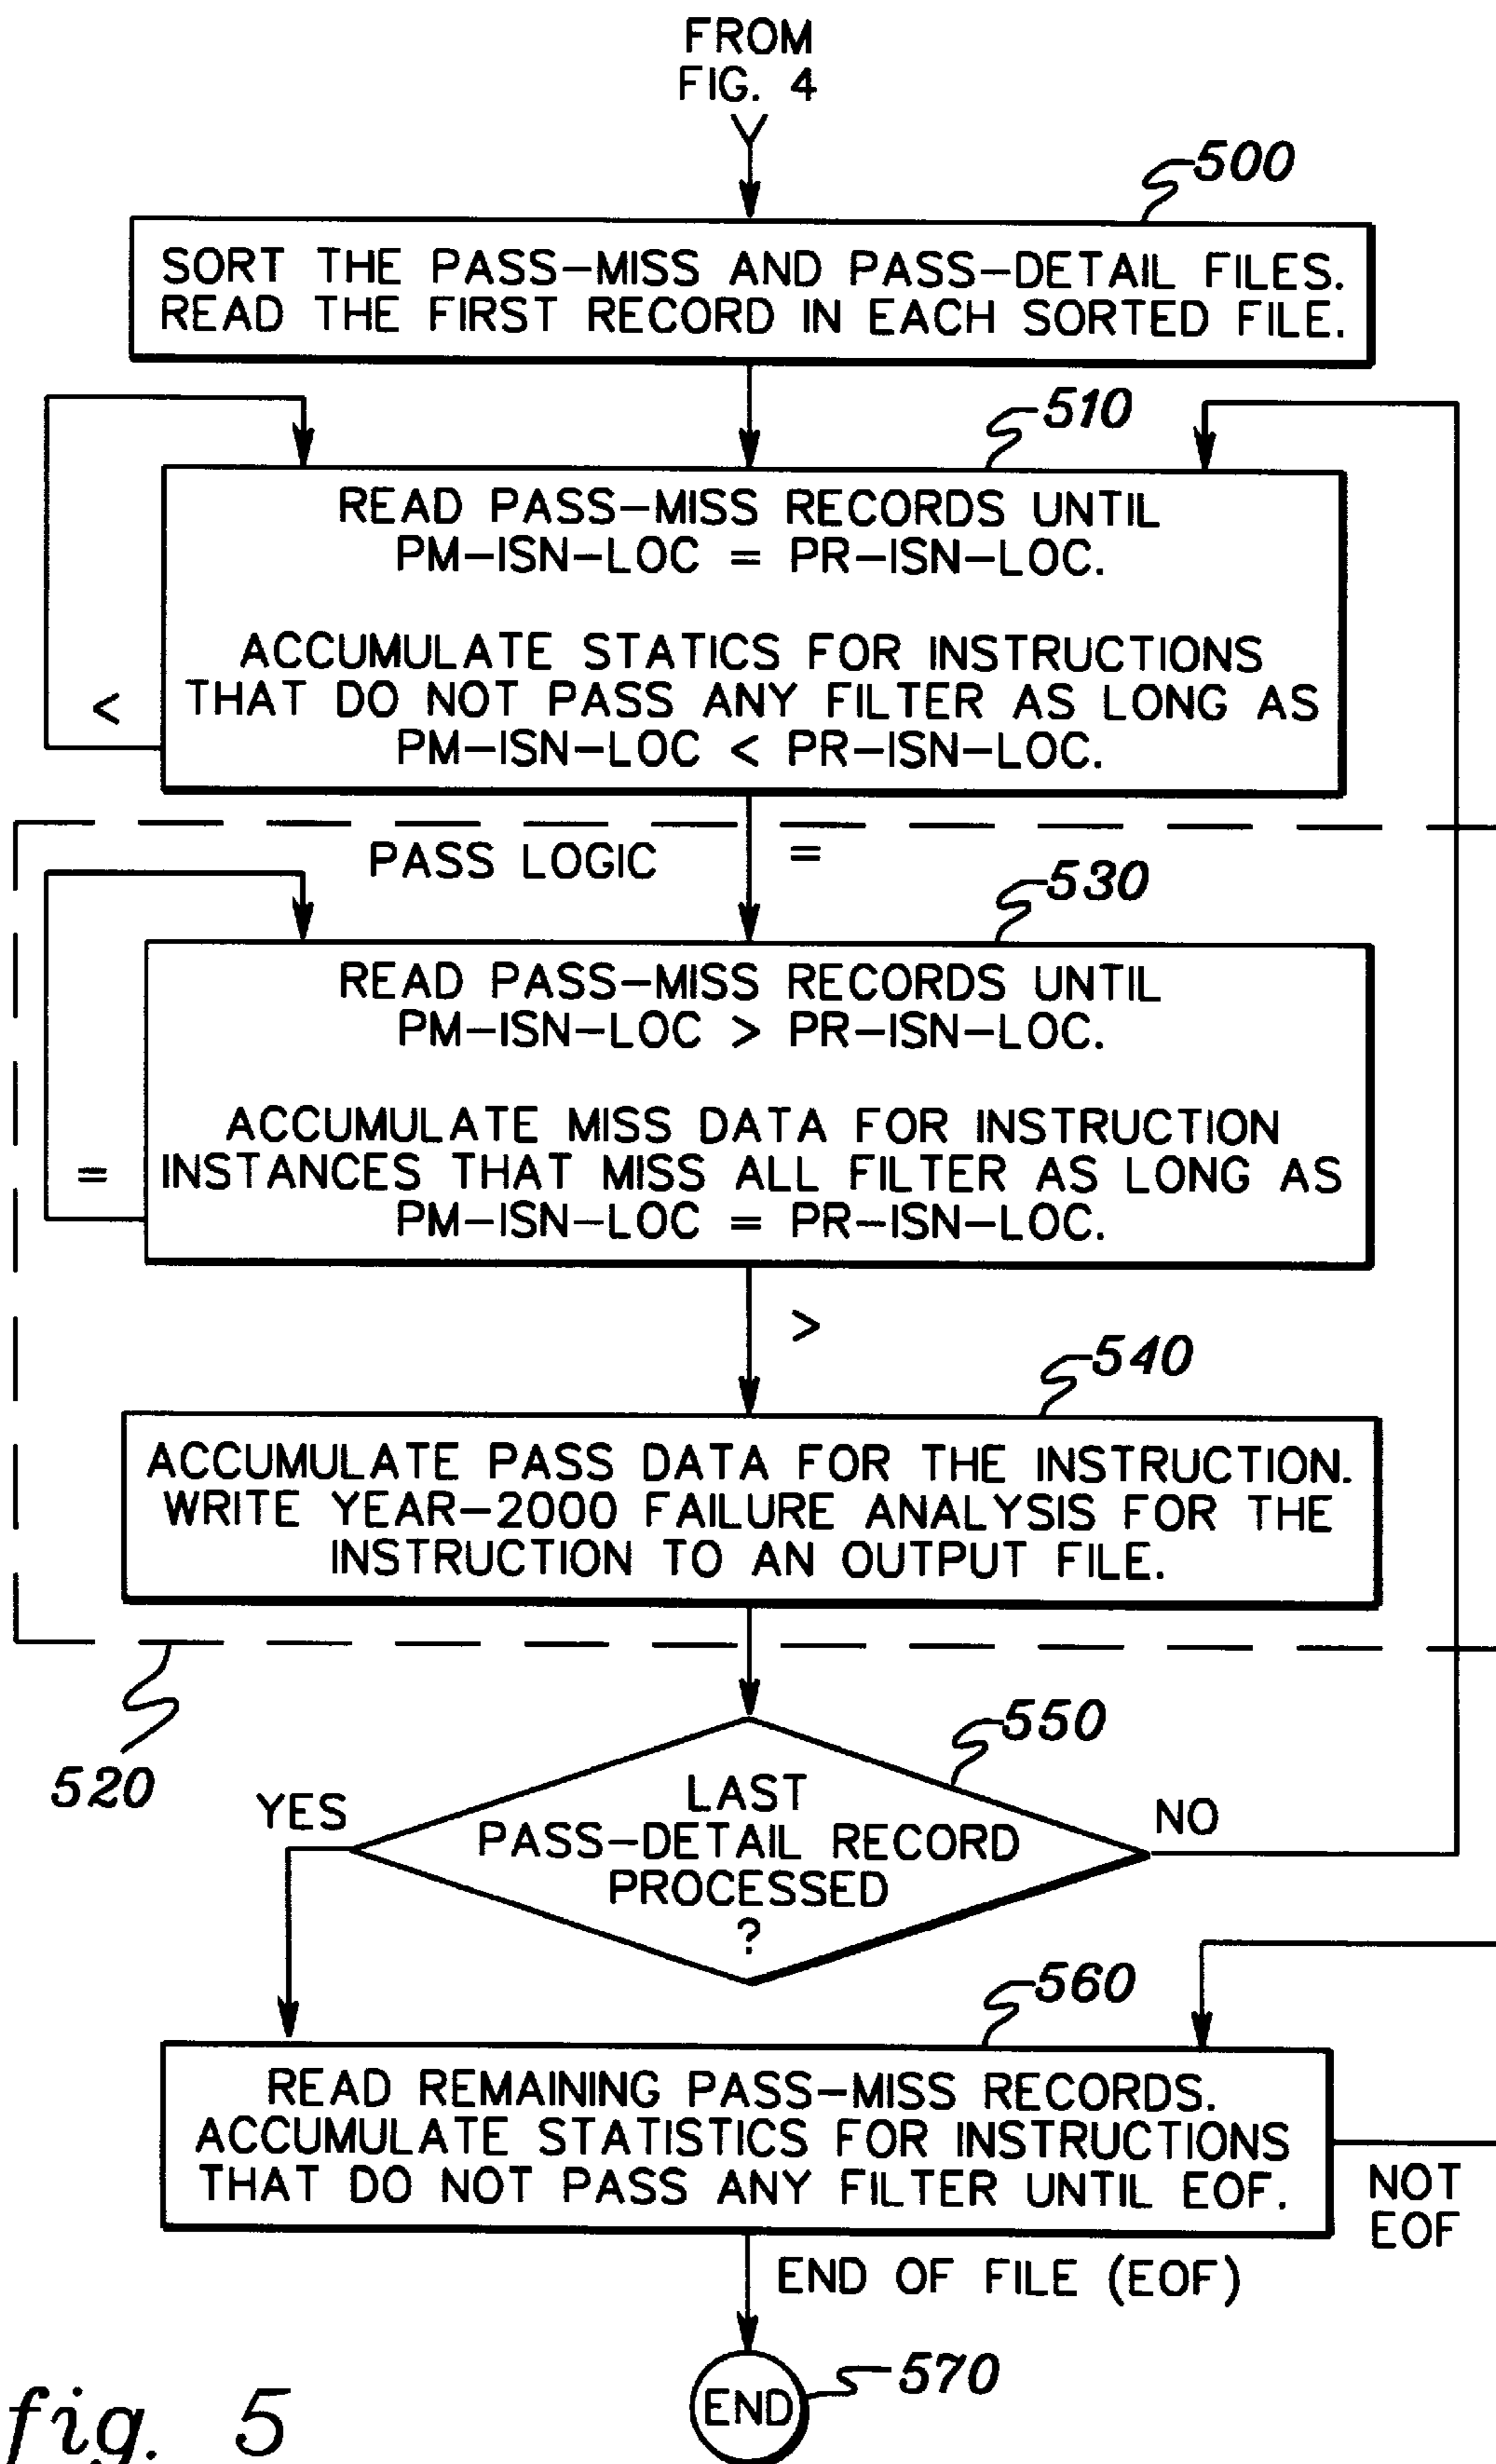 FROM
FIG. 4
500
SORT THE PASS-MISS AND PASS-DETAIL FILES.
READ THE FIRST RECORD IN EACH SORTED FILE.
510
READ PASS-MISS RECORDS UNTIL
PM-ISN-LOC = PR-ISN-LOC.
ACCUMULATE STATICS FOR INSTRUCTIONS
THAT DO NOT PASS ANY FILTER AS LONG AS
PM-ISN-LOC < PR-ISN-LOC.
<
PASS LOGIC
=
530
READ PASS-MISS RECORDS UNTIL
PM-ISN-LOC > PR-ISN-LOC.
ACCUMULATE MISS DATA FOR INSTRUCTION
INSTANCES THAT MISS ALL FILTER AS LONG AS
PM-ISN-LOC = PR-ISN-LOC.
=
>
540
ACCUMULATE PASS DATA FOR THE INSTRUCTION.
WRITE YEAR-2000 FAILURE ANALYSIS FOR THE
INSTRUCTION TO AN OUTPUT FILE.
520
550
LAST
PASS-DETAIL RECORD
PROCESSED
?
YES
NO
560
READ REMAINING PASS-MISS RECORDS.
ACCUMULATE STATISTICS FOR INSTRUCTIONS
THAT DO NOT PASS ANY FILTER UNTIL EOF.
NOT
EOF
END OF FILE (EOF)
END
570
fig. 5